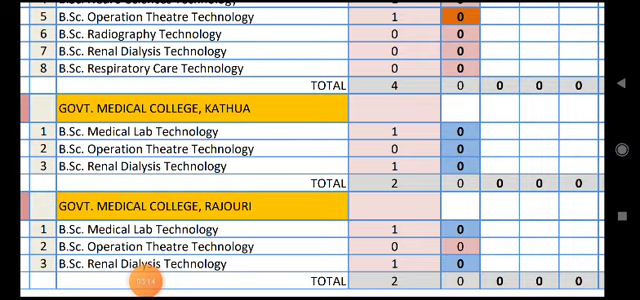 5 B.Sc. Operation Theatre Technology 1 0
6 B.Sc. Radiography Technology 0 0
7 B.Sc. Renal Dialysis Technology 0 0
8 B.Sc. Respiratory Care Technology 0 0
TOTAL 4 0 0 0 0
GOVT. MEDICAL COLLEGE, KATHUA
1 B.Sc. Medical Lab Technology 1 0
2 B.Sc. Operation Theatre Technology 0 0
3 B.Sc. Renal Dialysis Technology 1 0
TOTAL 2 0 0 0 0
GOVT. MEDICAL COLLEGE, RAJOURI
1 B.Sc. Medical Lab Technology 1 0
2 B.Sc. Operation Theatre Technology 0 0
3 B.Sc. Renal Dialysis Technology 1 0
03:14
TOTAL 2 0 0 0 0